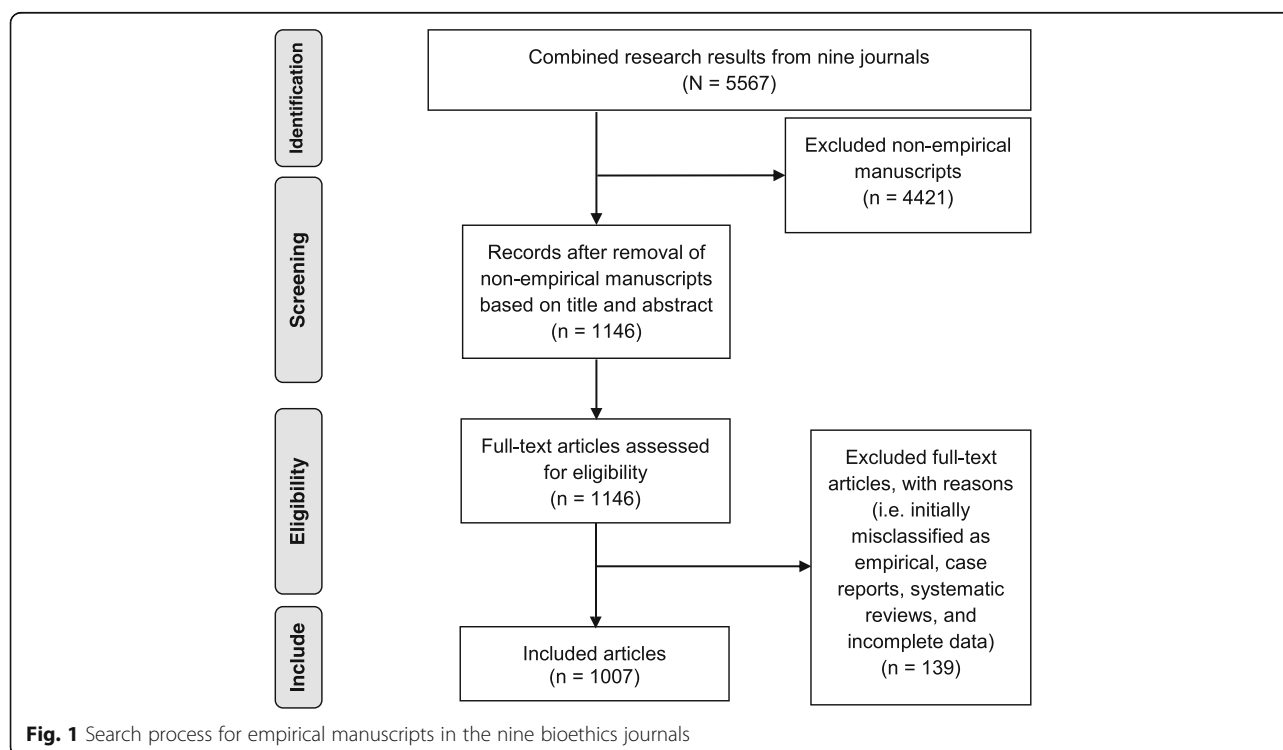 Identification
Combined research results from nine journals
(N = 5567)
Excluded non-empirical
manuscripts
(n = 4421)
Screening
Records after removal of
non-empirical manuscripts
based on title and abstract
(n = 1146)
Eligibility
Full-text articles assessed
for eligibility
(n = 1146)
Excluded full-text
articles, with reasons
(i.e. initially
misclassified as
empirical, case
reports, systematic
reviews, and
incomplete data)
(n = 139)
Include
Included articles
(n = 1007)
Fig. 1 Search process for empirical manuscripts in the nine bioethics journals